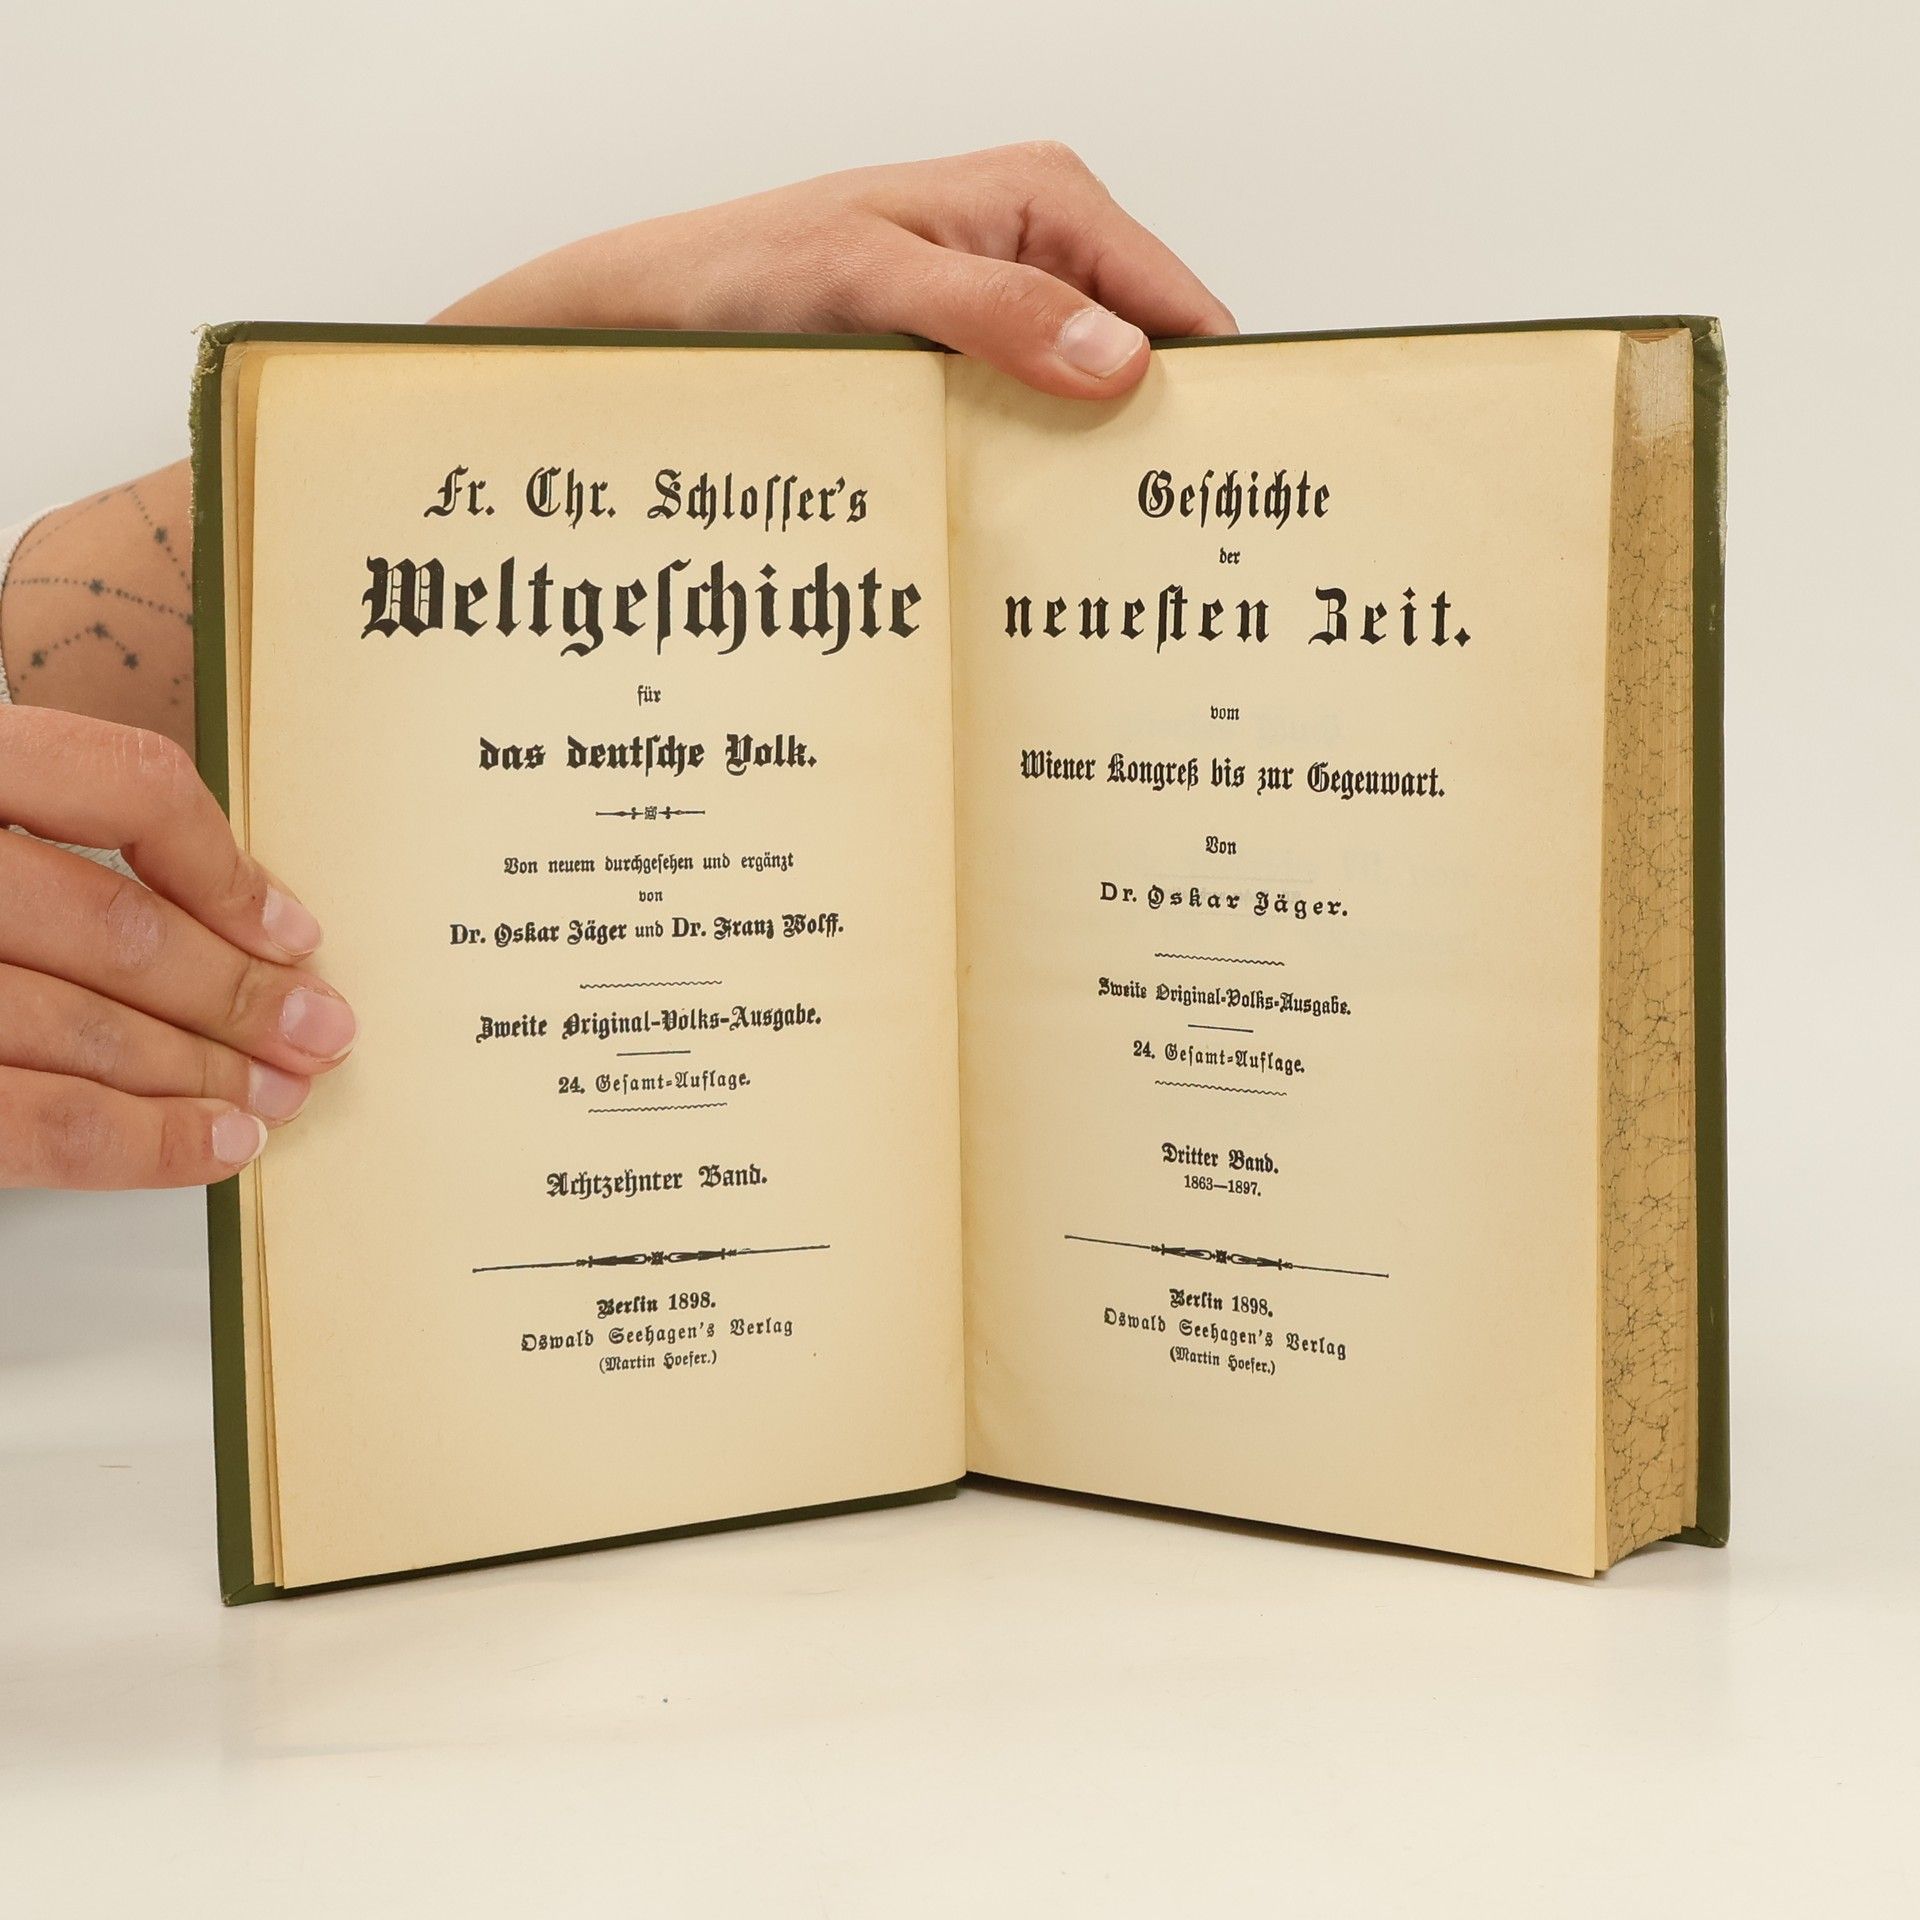 Fr. Chr. Schloſſer's
Weltgeſchichte
für
das deutſche Volk.
Von neuem durchgeſehen und ergänzt
von
Dr. Oskar Jäger und Dr. Franz Wolff.
Zweite Original-Volks-Ausgabe.
24. Geſamt-Auflage.
Achtzehnter Band.
Berlin 1898.
Oswald Seehagen's Verlag
(Martin Hoefer.)
Geſchichte
der
neueſten Zeit.
vom
Wiener Kongreß bis zur Gegenwart.
Von
Dr. Oskar Jäger.
Zweite Original-Volks-Ausgabe.
24. Geſamt-Auflage.
Dritter Band.
1863—1897.
Berlin 1898.
Oswald Seehagen's Verlag
(Martin Hoefer.)